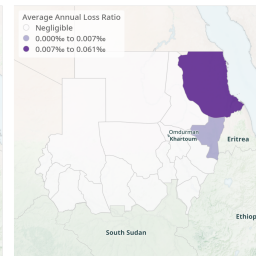 Average Annual Loss Ratio
Negligible
0.000‰ to 0.007‰
0.007‰ to 0.061‰
Omdurman
Khartoum
Eritrea
Ethiop
South Sudan